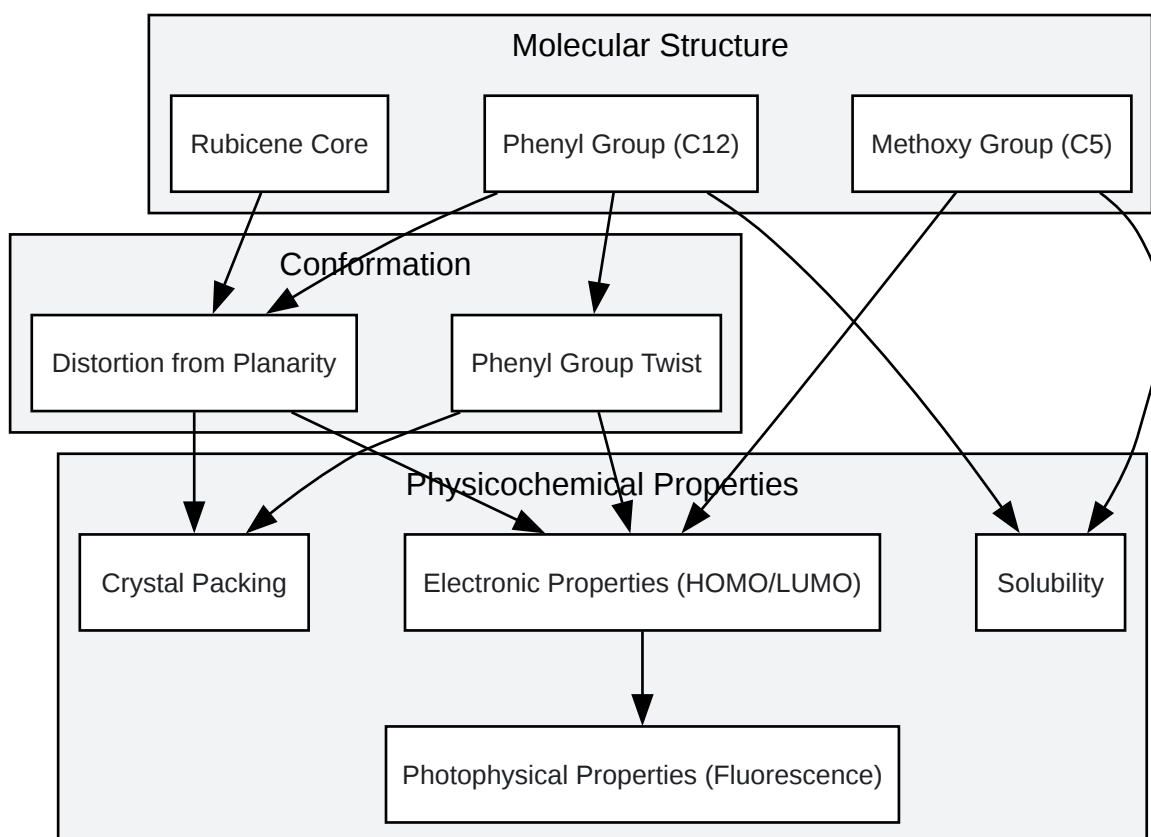 Molecular Structure
Rubicene Core
Phenyl Group (C12)
Methoxy Group (C5)
Conformation
Distortion from Planarity
Phenyl Group Twist
Physicochemical Properties
Crystal Packing
Electronic Properties (HOMO/LUMO)
Solubility
Photophysical Properties (Fluorescence)